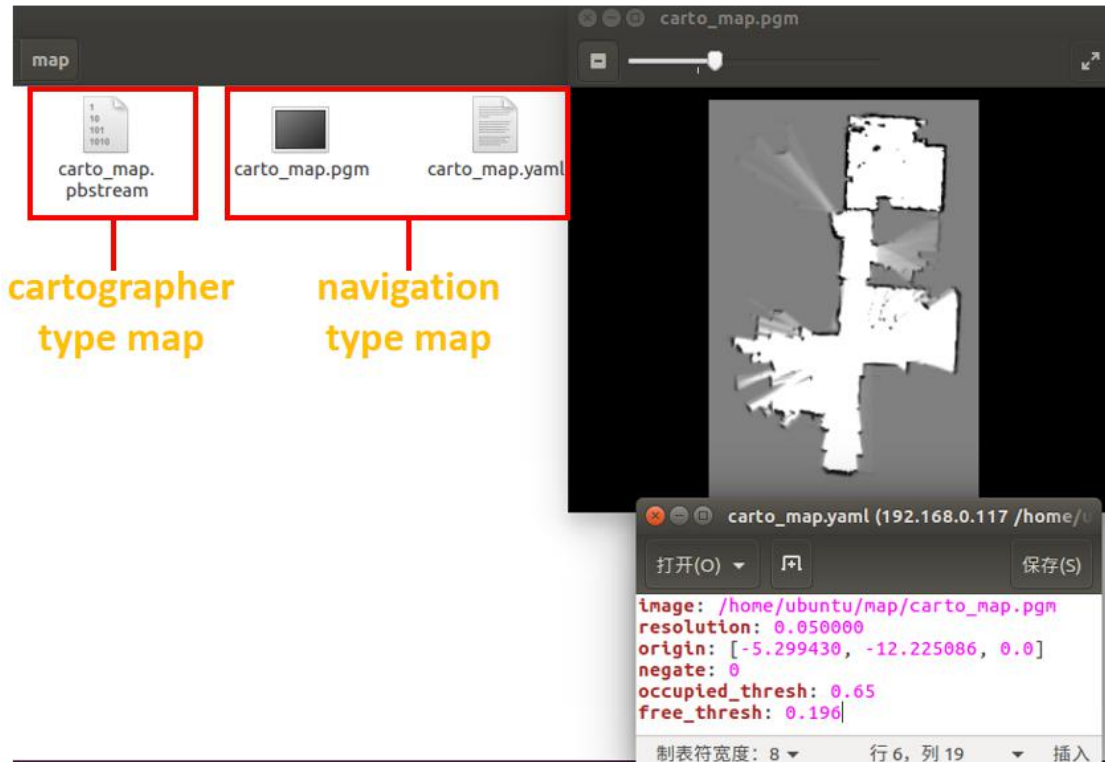 carto_map.pgm
map
1
10
101
1010
carto_map.
pbstream
carto_map.pgm
carto_map.yaml
cartographer
type map
navigation
type map
carto_map.yaml (192.168.0.117 /home/u
打开(O)
保存(S)
image: /home/ubuntu/map/carto_map.pgm
resolution: 0.050000
origin: [-5.299430, -12.225086, 0.0]
negate: 0
occupied_thresh: 0.65
free_thresh: 0.196
制表符宽度: 8 行 6, 列 19 插入